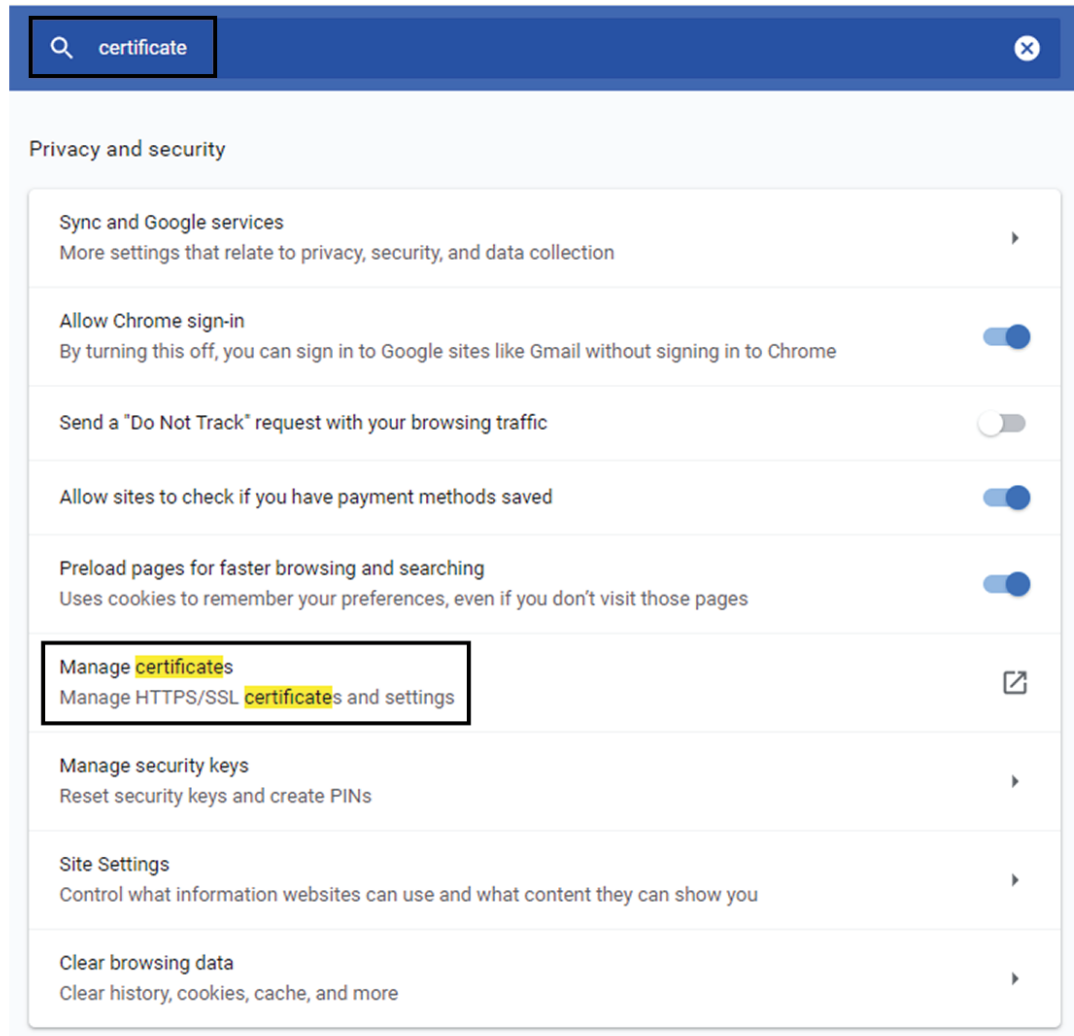 certificate
Privacy and security
Sync and Google services
More settings that relate to privacy, security, and data collection
Allow Chrome sign-in
By turning this off, you can sign in to Google sites like Gmail without signing in to Chrome
Send a "Do Not Track" request with your browsing traffic
Allow sites to check if you have payment methods saved
Preload pages for faster browsing and searching
Uses cookies to remember your preferences, even if you don’t visit those pages
Manage certificates
Manage HTTPS/SSL certificates and settings
Manage security keys
Reset security keys and create PINs
Site Settings
Control what information websites can use and what content they can show you
Clear browsing data
Clear history, cookies, cache, and more